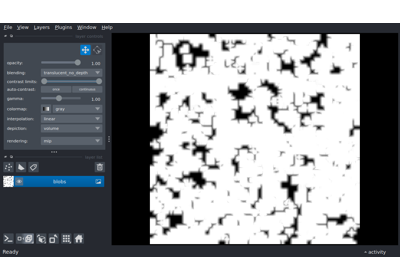 File View Layers Plugins Window Help
opacity: 1.00
blending: translucent_no_depth
contrast limits:
auto-contrast: once continuous
gamma: 1.00
colormap: gray
interpolation: linear
depiction: volume
rendering: mip
blobs
Ready
activity